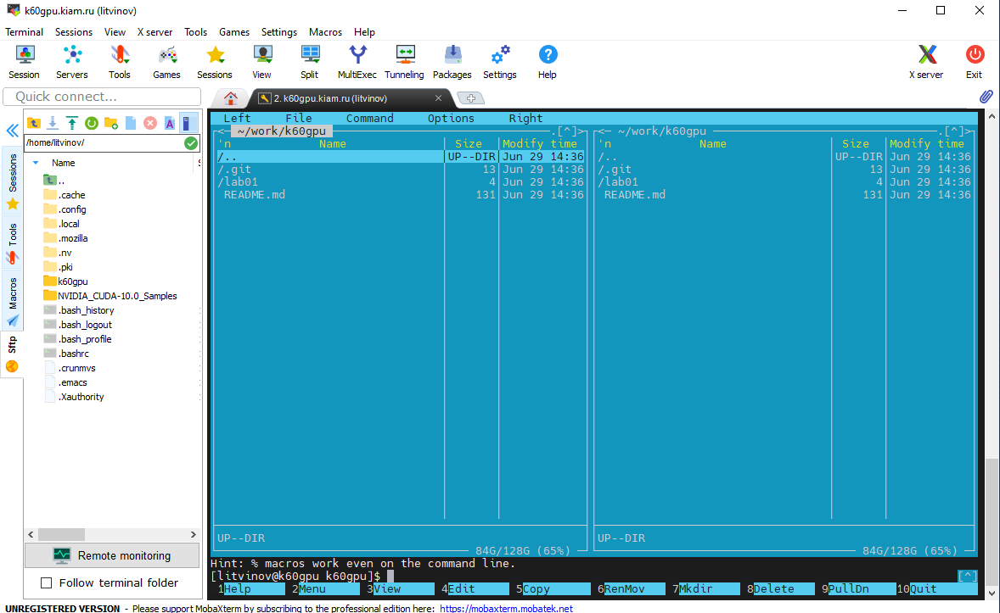 k60gpu.kiam.ru (litvinov)
Terminal Sessions View X server Tools Games Settings Macros Help
Session Servers Tools Games Sessions View Split MultiExec Tunneling Packages Settings Help X server Exit
Quick connect...
2. k60gpu.kiam.ru (litvinov)
/home/litvinov/
Name
..
.cache
.config
.local
.mozilla
.nv
.pki
k60gpu
NVIDIA_CUDA-10.0_Samples
.bash_history
.bash_logout
.bash_profile
.bashrc
.crunmvs
.emacs
.Xauthority
Sessions
Tools
Macros
Sftp
Remote monitoring
Follow terminal folder
Left File Command Options Right
<─ ~/work/k60gpu ─.[^]> <─ ~/work/k60gpu ─.[^]>
'n Name Size Modify time 'n Name Size Modify time
/.. UP--DIR Jun 29 14:36 /.. UP--DIR Jun 29 14:36
/.git 13 Jun 29 14:36 /.git 13 Jun 29 14:36
/lab01 4 Jun 29 14:36 /lab01 4 Jun 29 14:36
README.md 131 Jun 29 14:36 README.md 131 Jun 29 14:36
UP--DIR UP--DIR
84G/128G (65%) 84G/128G (65%)
Hint: % macros work even on the command line.
[litvinov@k60gpu k60gpu]$ [^]
1Help 2Menu 3View 4Edit 5Copy 6RenMov 7Mkdir 8Delete 9PullDn 10Quit
UNREGISTERED VERSION - Please support MobaXterm by subscribing to the professional edition here: https://mobaxterm.mobatek.net